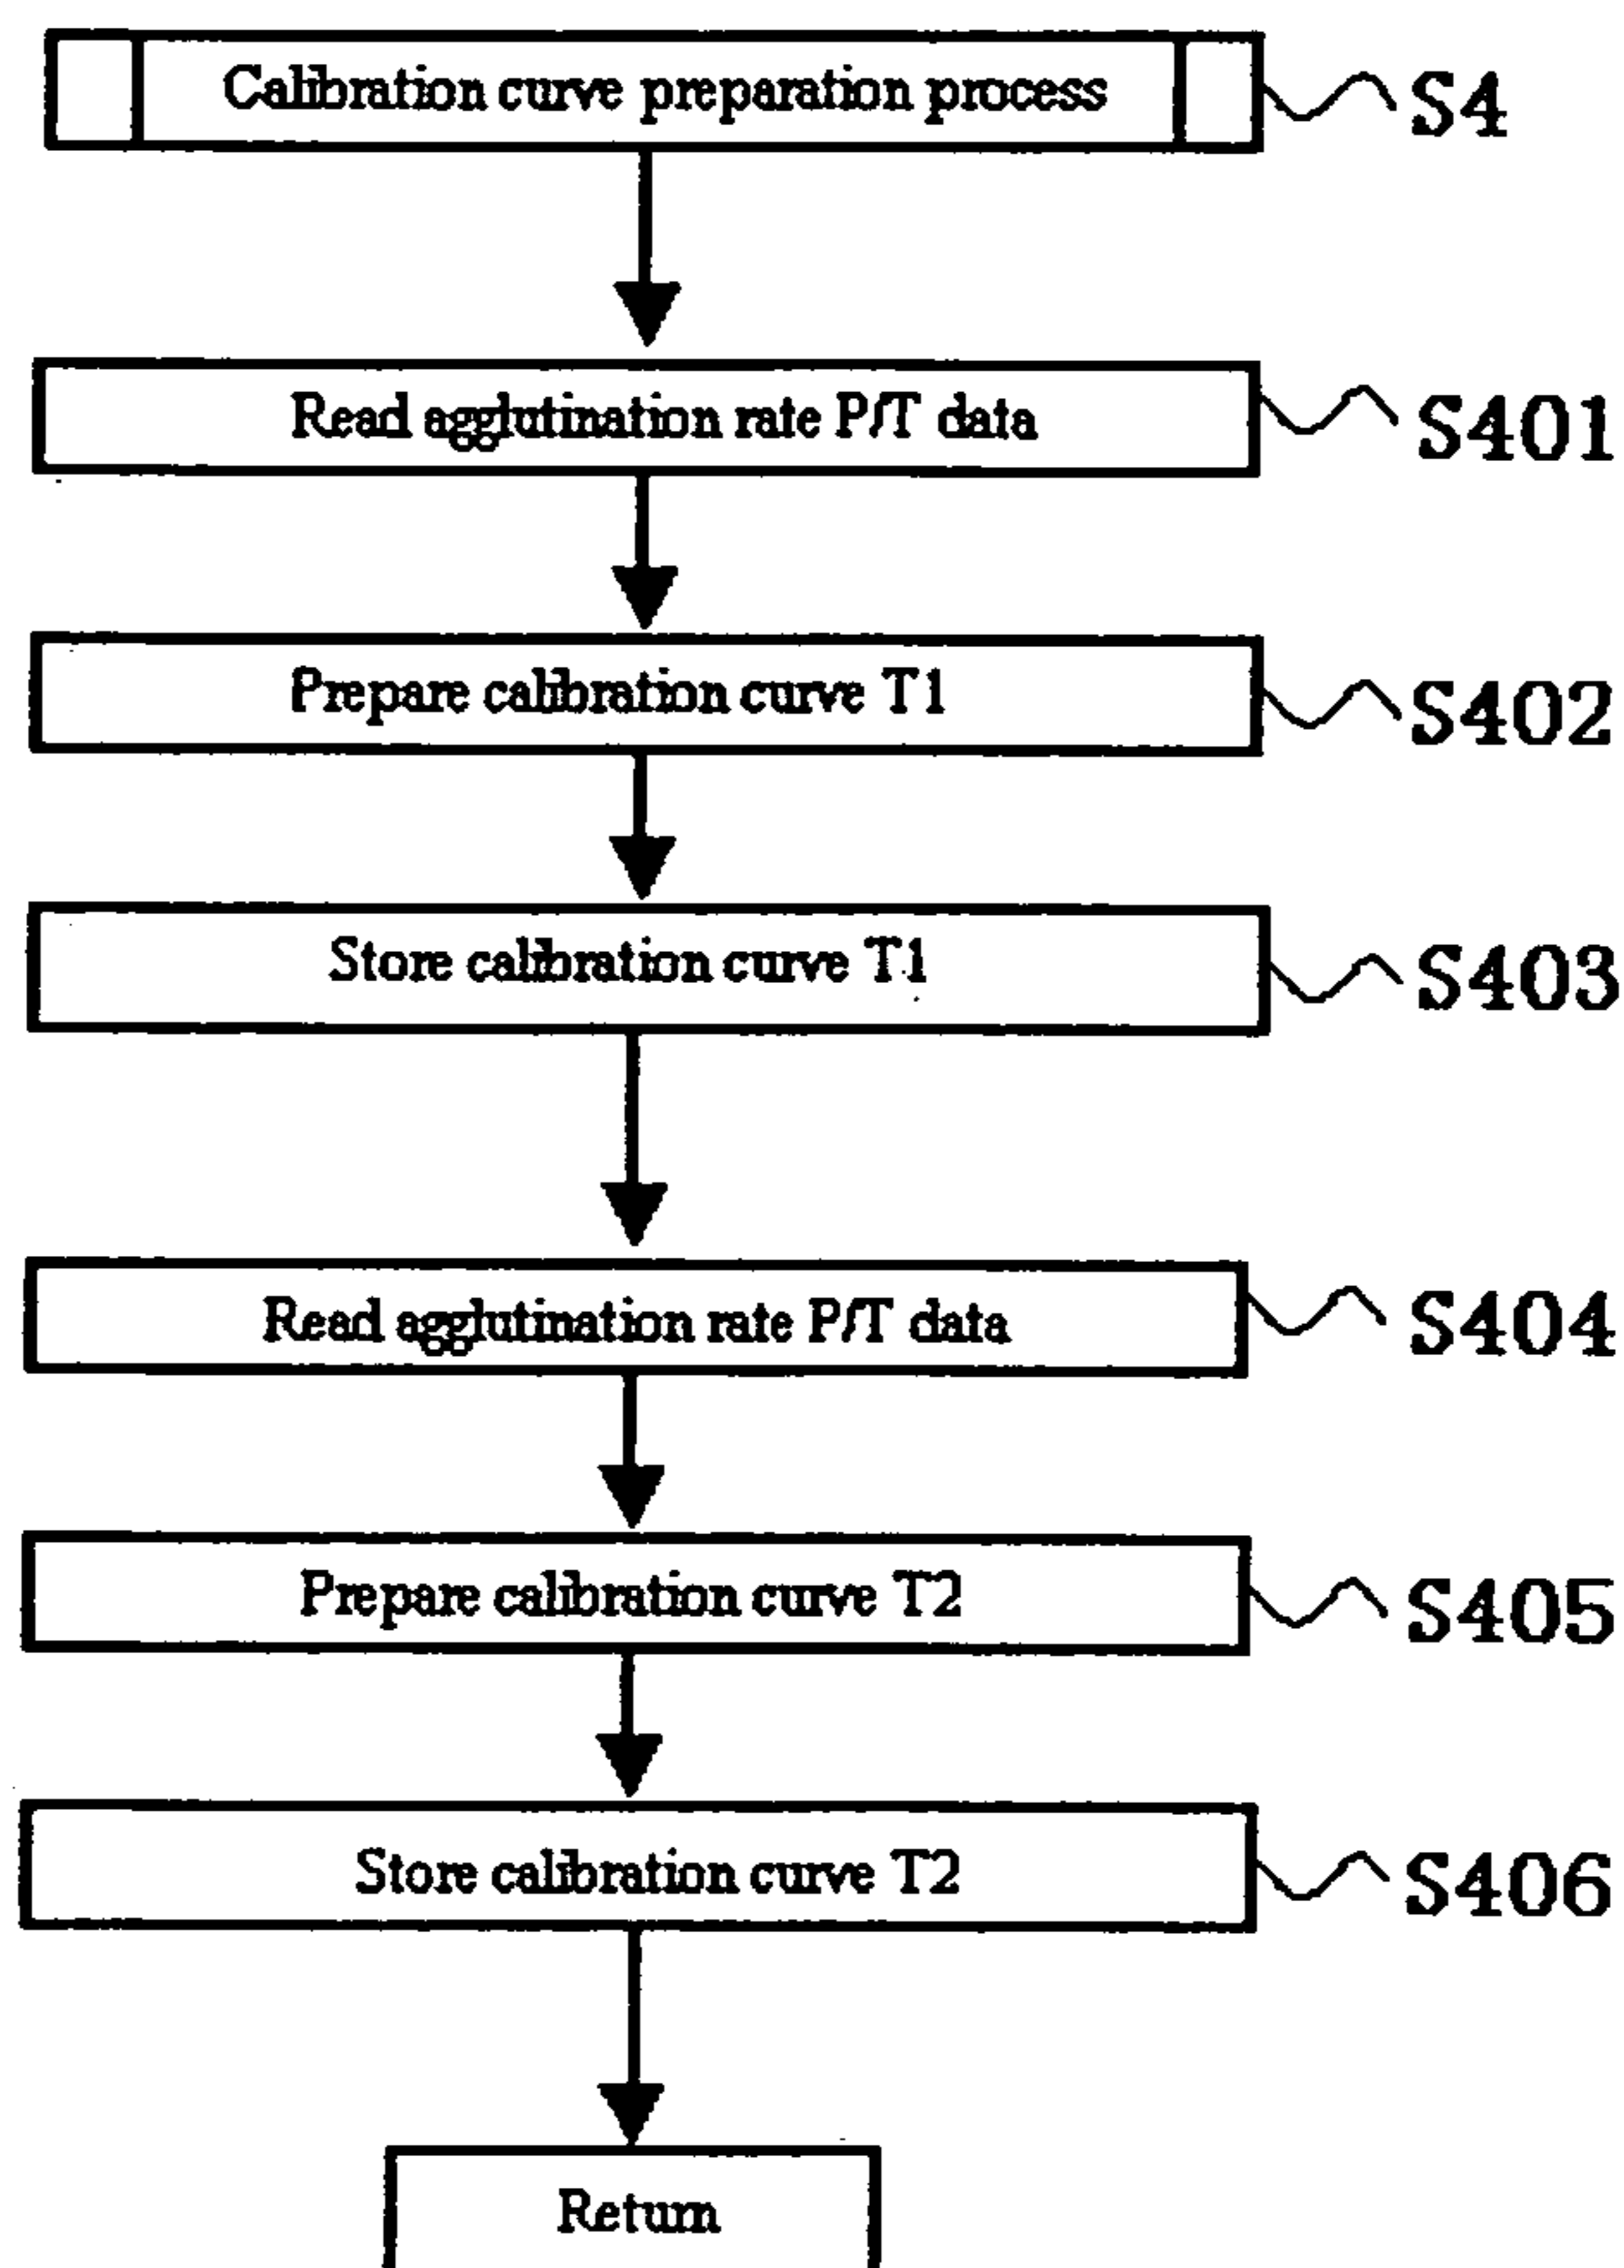 Calibration curve preparation process S4
Read agglutination rate P/T data S401
Prepare calibration curve T1 S402
Store calibration curve T1 S403
Read agglutination rate P/T data S404
Prepare calibration curve T2 S405
Store calibration curve T2 S406
Return